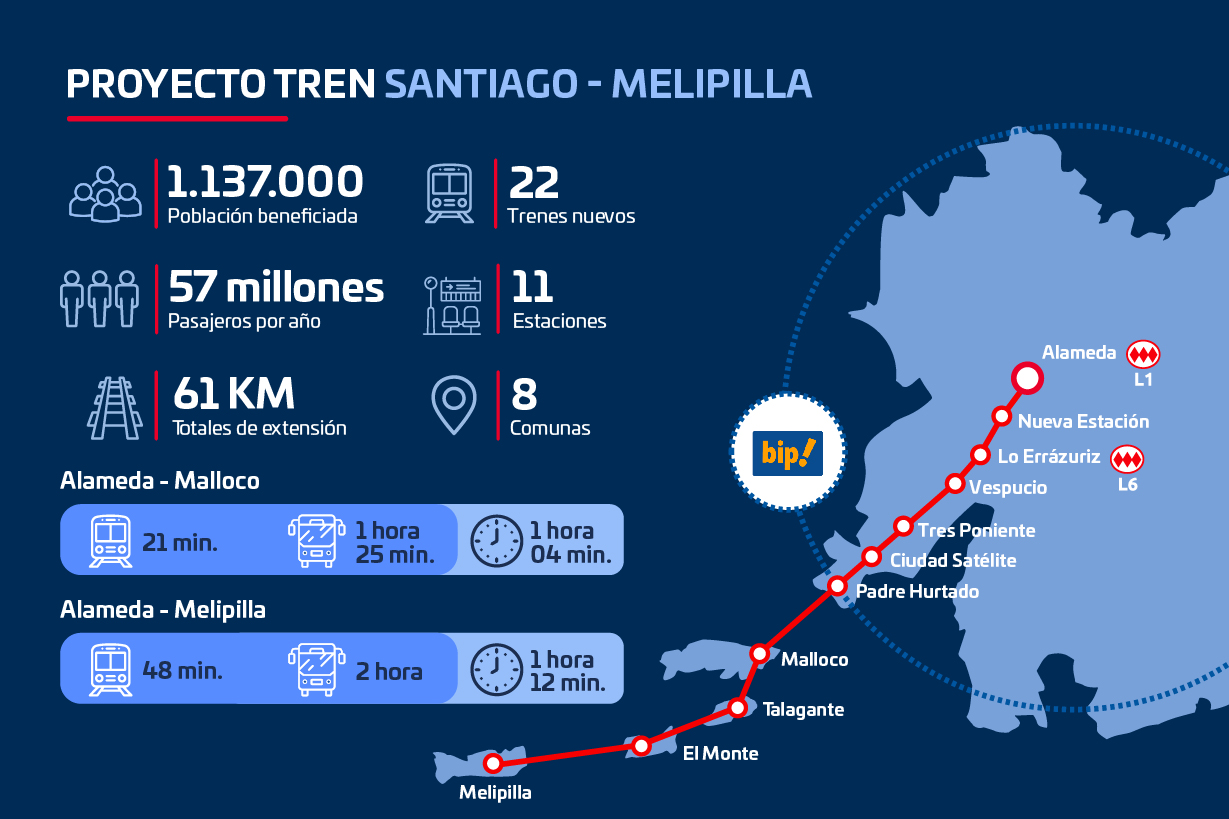 PROYECTO TREN SANTIAGO - MELIPILLA
1.137.000
Población beneficiada
22
Trenes nuevos
57 millones
Pasajeros por año
11
Estaciones
61 KM
Totales de extensión
8
Comunas
Alameda - Malloco
21 min.
1 hora
25 min.
1 hora
04 min.
Alameda - Melipilla
48 min.
2 hora
1 hora
12 min.
bip!
Alameda
L1
Nueva Estación
Lo Errázuriz
L6
Vespucio
Tres Poniente
Ciudad Satélite
Padre Hurtado
Malloco
Talagante
El Monte
Melipilla